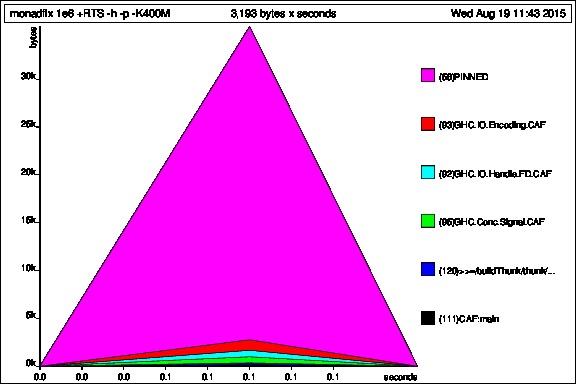 monadfix 1e6 +RTS -h -p -K400M 3,193 bytes x seconds Wed Aug 19 11:43 2015
bytes
30k
25k
20k
15k
10k
5k
0k
0.0 0.0 0.0 0.1 0.1 0.1 0.1 0.1 seconds
(58)PINNED
(93)GHC.IO.Encoding.CAF
(92)GHC.IO.Handle.FD.CAF
(95)GHC.Conc.Signal.CAF
(120)>>=/buildThunk/thunk/...
(111)CAF:main